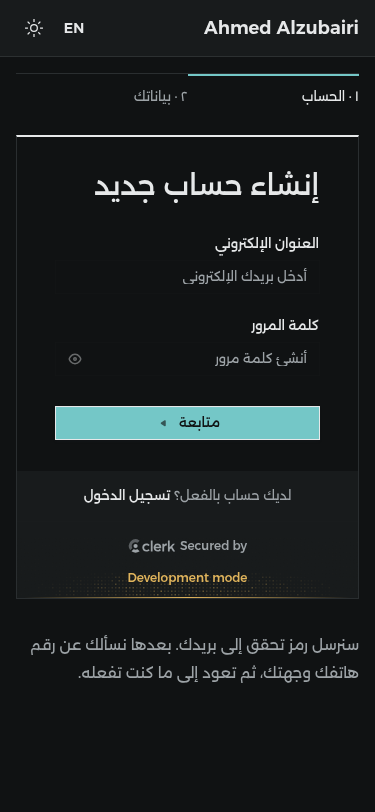 Ahmed Alzubairi
EN
١ · الحساب
٢ · بياناتك
إنشاء حساب جديد
العنوان الإلكتروني
أدخل بريدك الإلكتروني
كلمة المرور
أنشئ كلمة مرور
متابعة
لديك حساب بالفعل؟ تسجيل الدخول
Secured by clerk
Development mode
سنرسل رمز تحقق إلى بريدك. بعدها نسألك عن رقم
هاتفك وجهتك، ثم تعود إلى ما كنت تفعله.